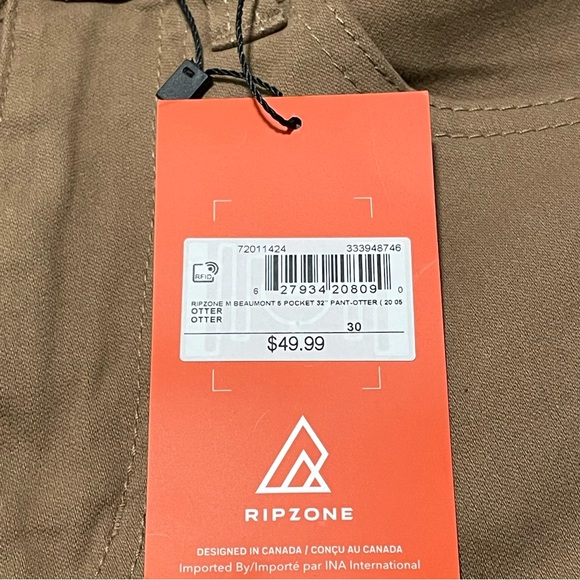 72011424 333948746
RFID
6 27934 20809 0
RIPZONE M BEAUMONT 5 POCKET 32" PANT-OTTER ( 20 05
OTTER
OTTER
30
$49.99
RIPZONE
DESIGNED IN CANADA / CONÇU AU CANADA
Imported By/Importé par INA International